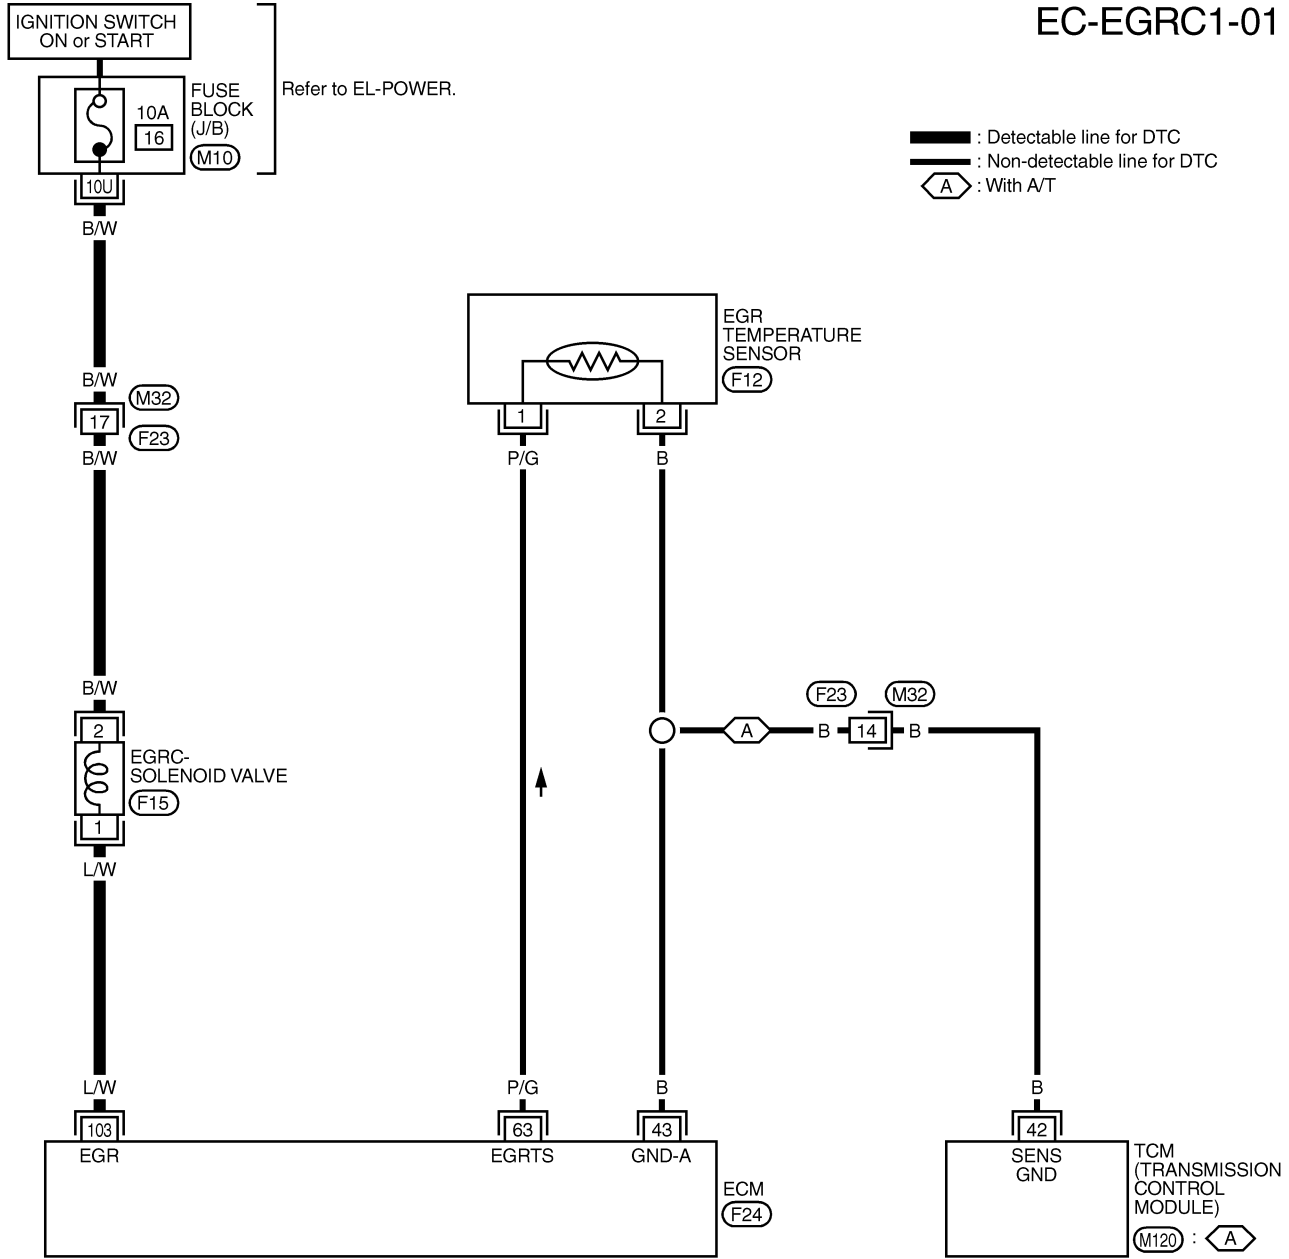 EC-EGRC1-01
IGNITION SWITCH
ON or START
Refer to EL-POWER.
FUSE
BLOCK
(J/B)
M10
10A
16
10U
: Detectable line for DTC
: Non-detectable line for DTC
A : With A/T
B/W
B/W
M32
17
F23
B/W
B/W
2
EGRC-
SOLENOID VALVE
F15
1
L/W
L/W
103
EGR
EGR
TEMPERATURE
SENSOR
F12
1
2
P/G
B
F23
M32
A
B
14
B
P/G
B
B
63
43
42
EGRTS
GND-A
SENS
GND
ECM
F24
TCM
(TRANSMISSION
CONTROL
MODULE)
M120 : A